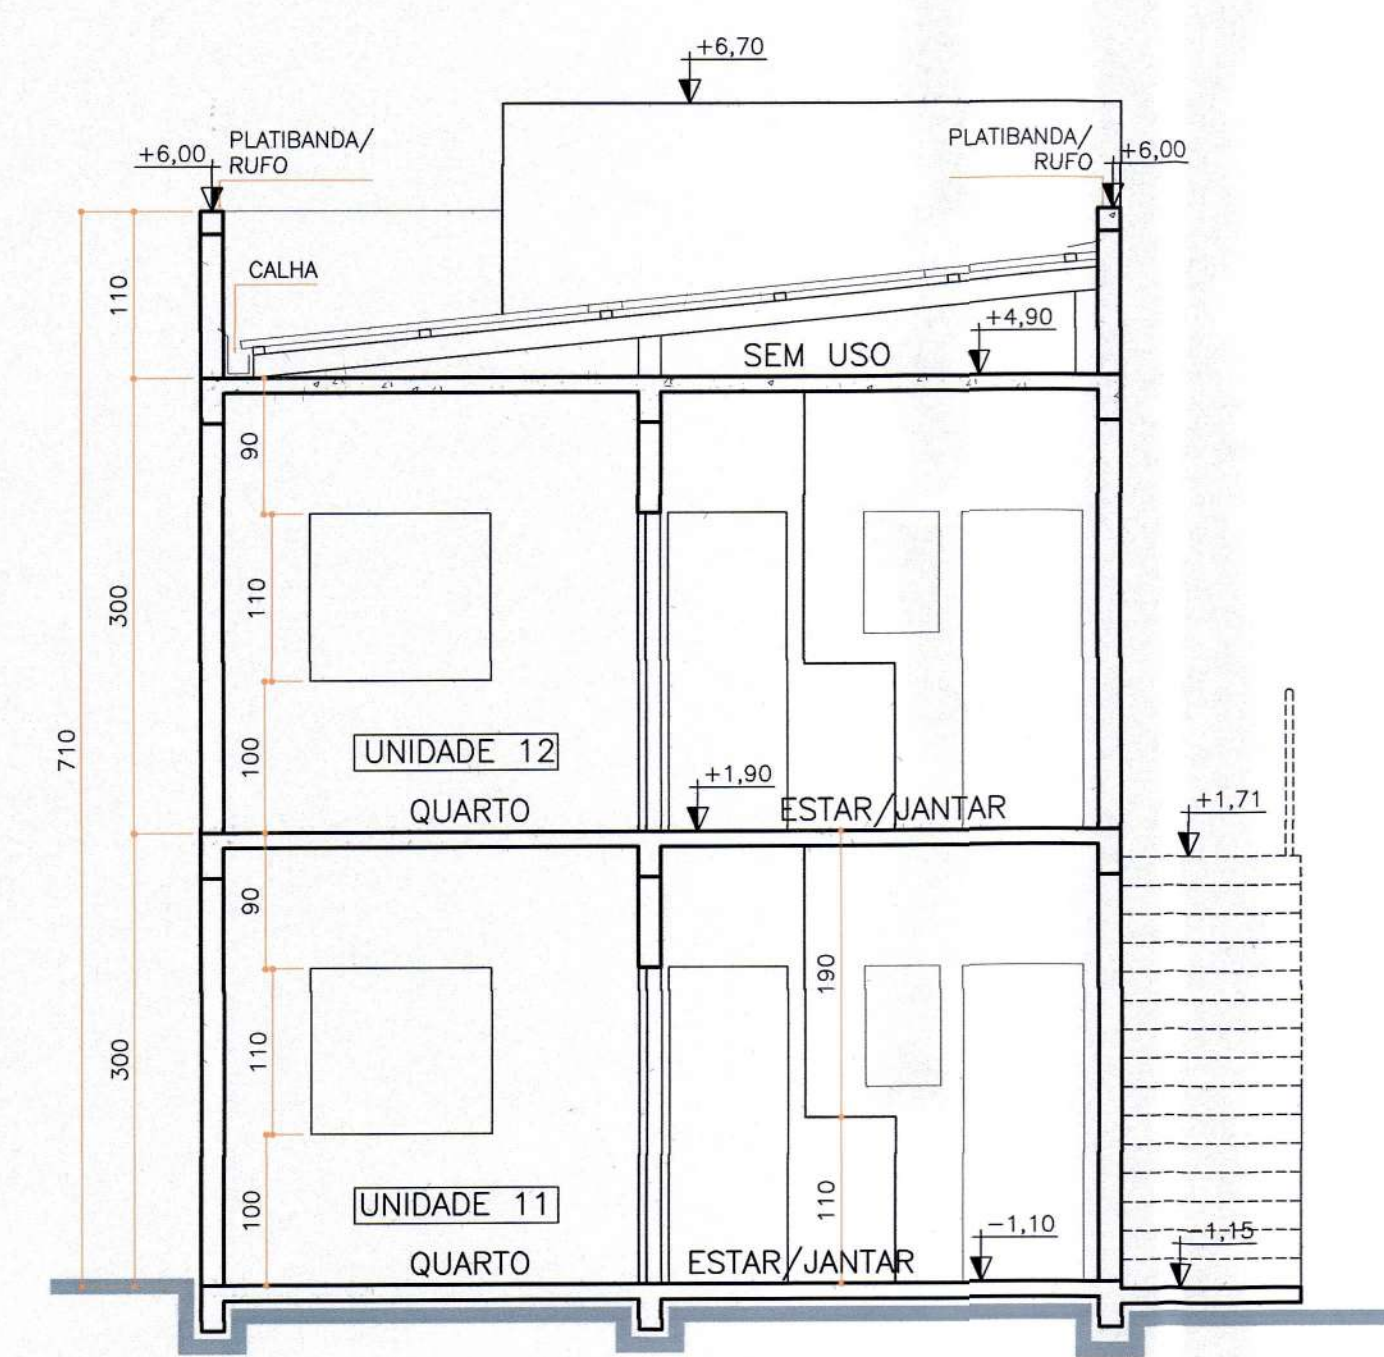 +6,70
PLATIBANDA/
RUFO
+6,00
PLATIBANDA/
RUFO
+6,00
CALHA
110
+4,90
SEM USO
90
110
300
710
100
UNIDADE 12
QUARTO
+1,90
ESTAR/JANTAR
+1,71
90
190
110
300
100
UNIDADE 11
QUARTO
110
ESTAR/JANTAR
-1,10
-1,15